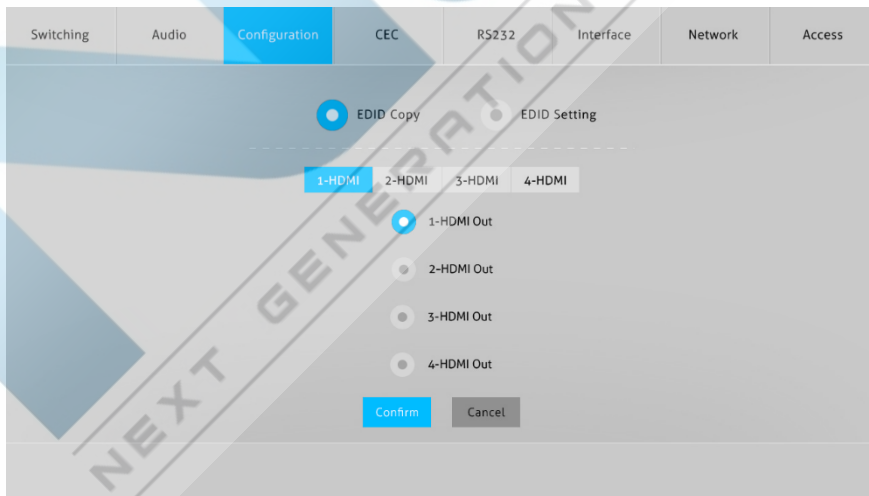 Switching Audio Configuration CEC RS232 Interface Network Access
EDID Copy EDID Setting
1-HDMI 2-HDMI 3-HDMI 4-HDMI
1-HDMI Out
2-HDMI Out
3-HDMI Out
4-HDMI Out
Confirm Cancel
NEXT GENERATION